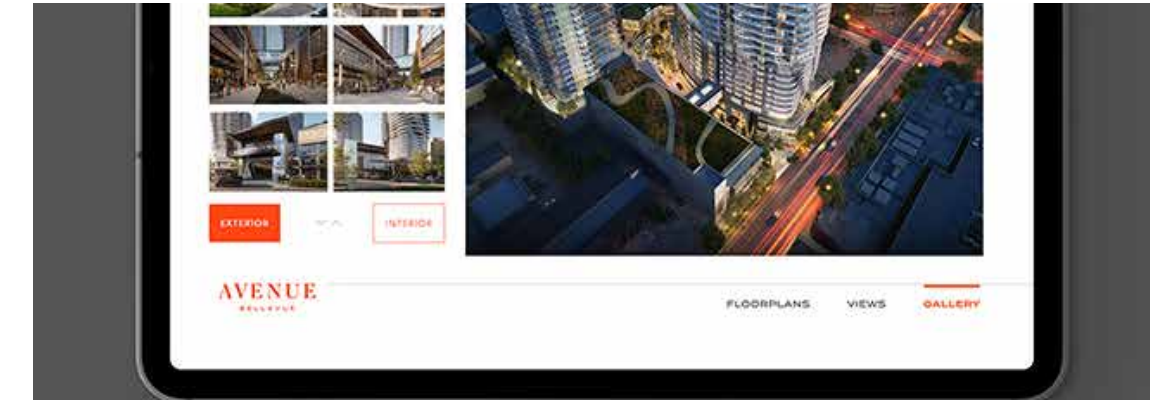 EXTERIOR
INTERIOR
AVENUE
BELLEVUE
FLOORPLANS
VIEWS
GALLERY